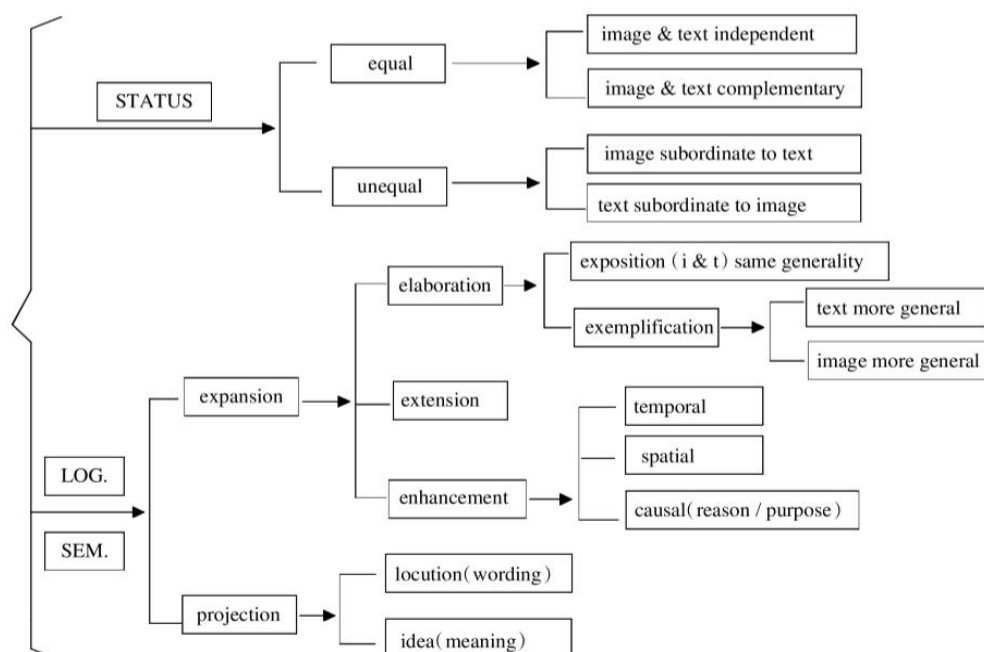 STATUS
equal
image & text independent
image & text complementary
unequal
image subordinate to text
text subordinate to image
LOG.
SEM.
expansion
elaboration
exposition (i & t) same generality
exemplification
text more general
image more general
extension
enhancement
temporal
spatial
causal(reason / purpose)
projection
locution(wording)
idea(meaning)